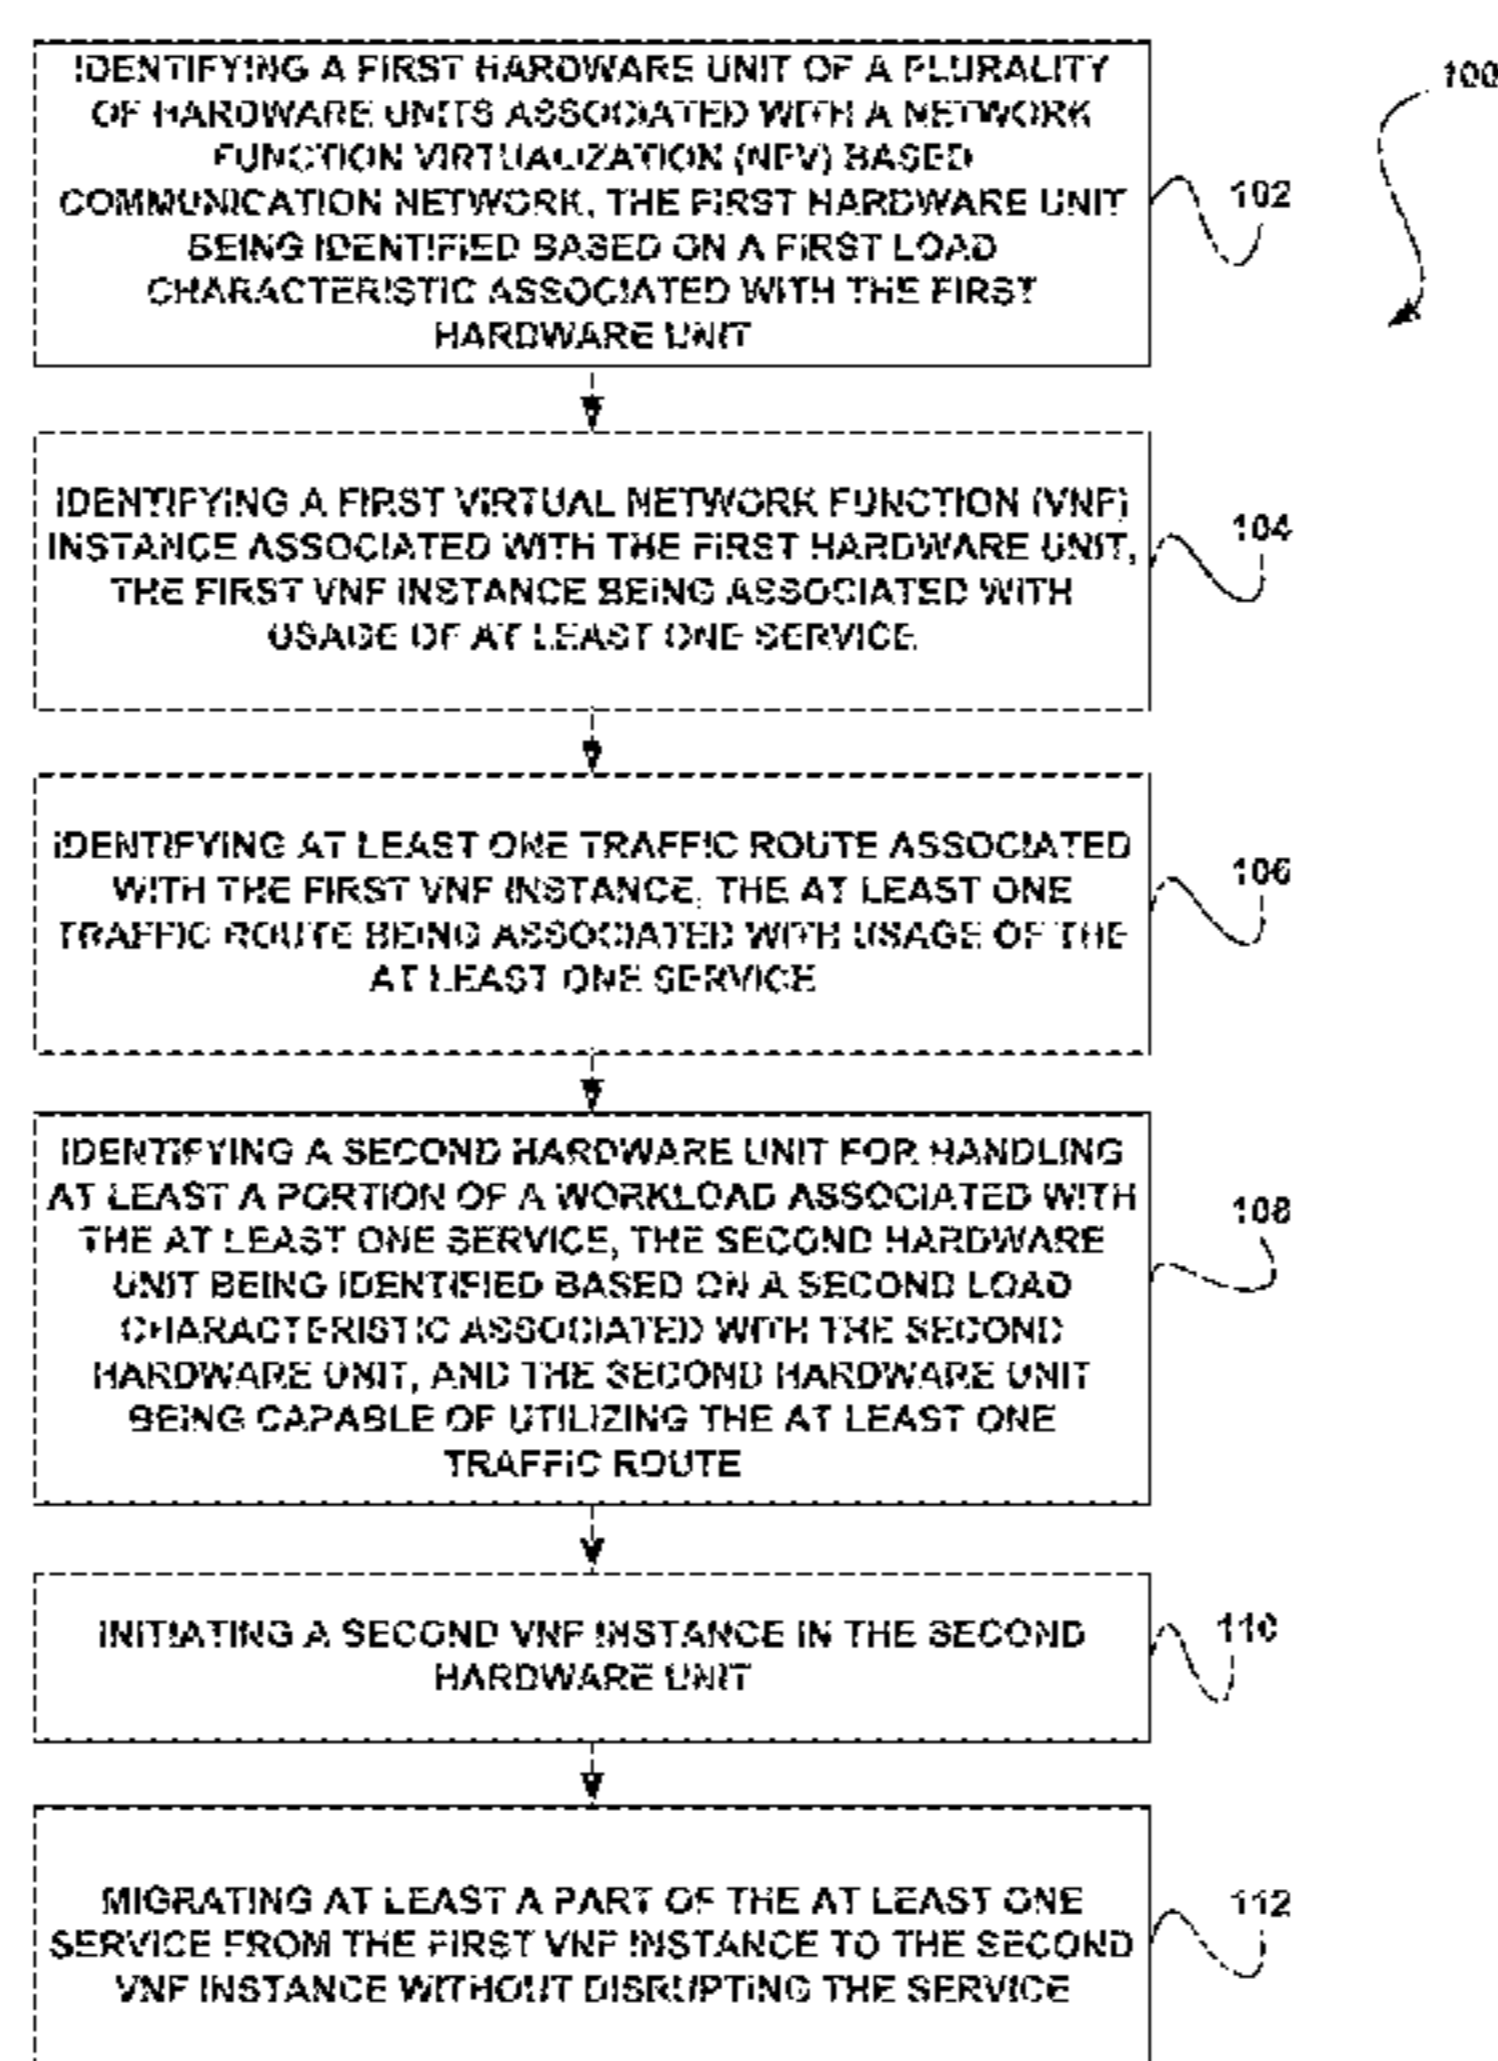 IDENTIFYING A FIRST HARDWARE UNIT OF A PLURALITY
OF HARDWARE UNITS ASSOCIATED WITH A NETWORK
FUNCTION VIRTUALIZATION (NFV) BASED
COMMUNICATION NETWORK, THE FIRST HARDWARE UNIT
BEING IDENTIFIED BASED ON A FIRST LOAD
CHARACTERISTIC ASSOCIATED WITH THE FIRST
HARDWARE UNIT
100
102
IDENTIFYING A FIRST VIRTUAL NETWORK FUNCTION (VNF)
INSTANCE ASSOCIATED WITH THE FIRST HARDWARE UNIT,
THE FIRST VNF INSTANCE BEING ASSOCIATED WITH
USAGE OF AT LEAST ONE SERVICE
104
IDENTIFYING AT LEAST ONE TRAFFIC ROUTE ASSOCIATED
WITH THE FIRST VNF INSTANCE, THE AT LEAST ONE
TRAFFIC ROUTE BEING ASSOCIATED WITH USAGE OF THE
AT LEAST ONE SERVICE
106
IDENTIFYING A SECOND HARDWARE UNIT FOR HANDLING
AT LEAST A PORTION OF A WORKLOAD ASSOCIATED WITH
THE AT LEAST ONE SERVICE, THE SECOND HARDWARE
UNIT BEING IDENTIFIED BASED ON A SECOND LOAD
CHARACTERISTIC ASSOCIATED WITH THE SECOND
HARDWARE UNIT, AND THE SECOND HARDWARE UNIT
BEING CAPABLE OF UTILIZING THE AT LEAST ONE
TRAFFIC ROUTE
108
INITIATING A SECOND VNF INSTANCE IN THE SECOND
HARDWARE UNIT
110
MIGRATING AT LEAST A PART OF THE AT LEAST ONE
SERVICE FROM THE FIRST VNF INSTANCE TO THE SECOND
VNF INSTANCE WITHOUT DISRUPTING THE SERVICE
112